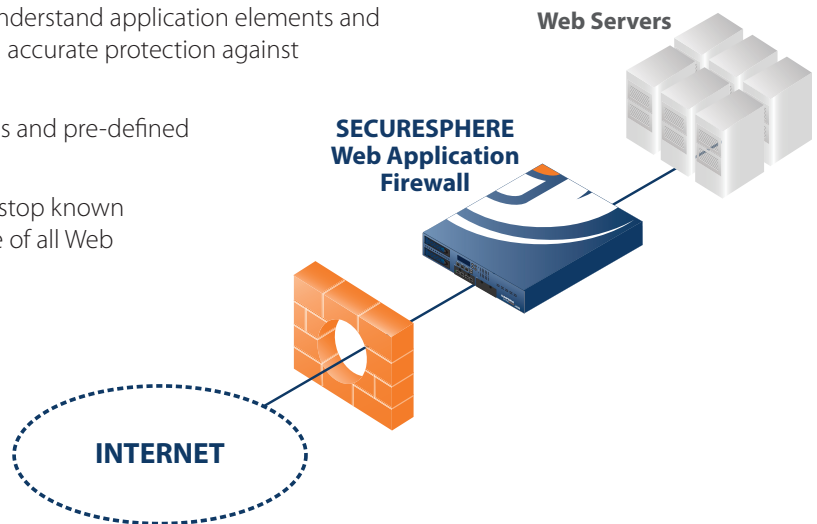 nderstand application elements and
accurate protection against
s and pre-defined
stop known
e of all Web
Web Servers
SECURESPHERE
Web Application
Firewall
INTERNET